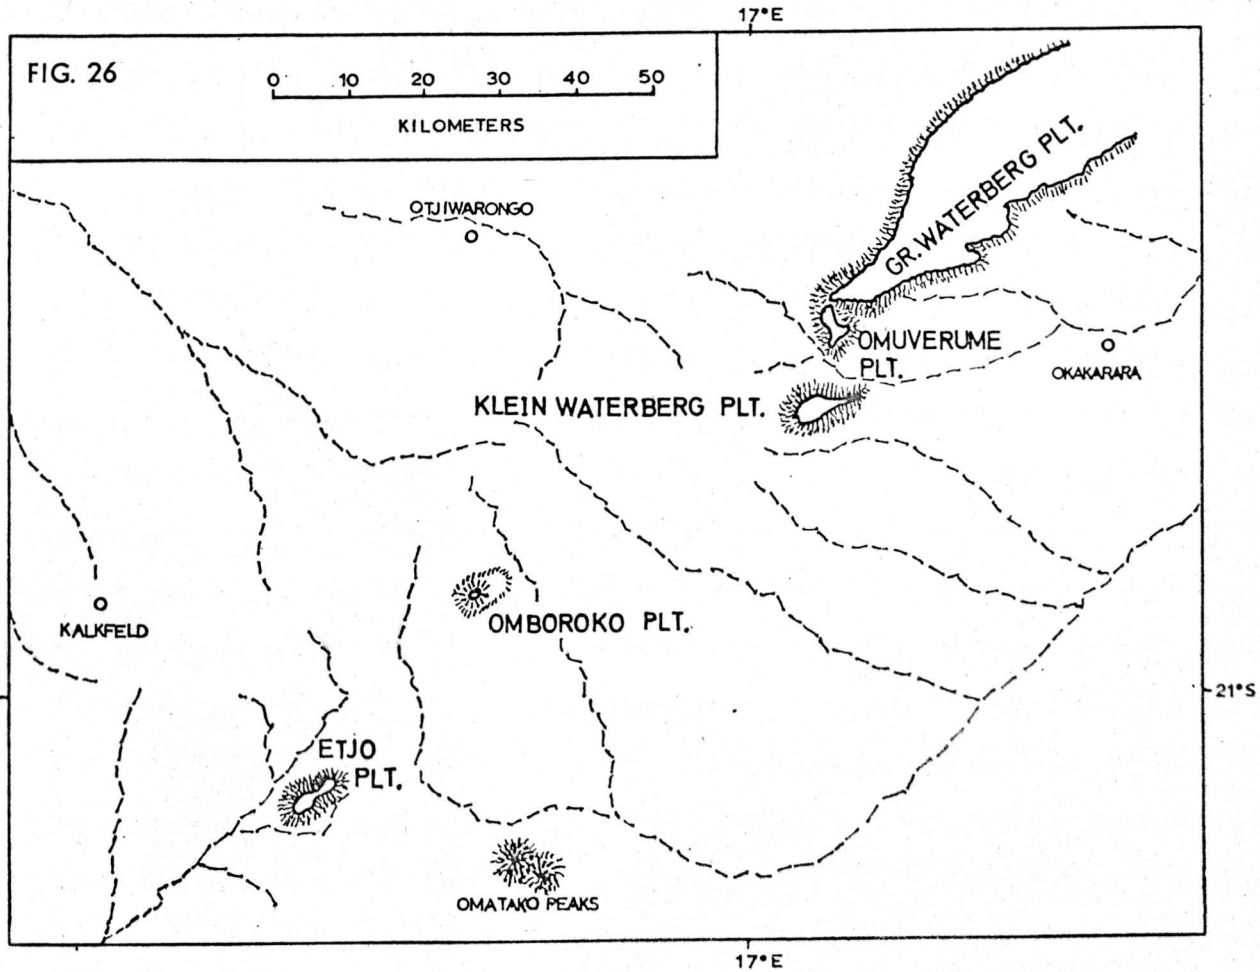 17°E
FIG. 26
0 10 20 30 40 50
KILOMETERS
GR. WATERBERG PLT.
OTJIWARONGO
OMUVERUME
PLT.
OKAKARARA
KLEIN WATERBERG PLT.
KALKFELD
OMBOROKO PLT.
21°S
ETJO
PLT.
OMATAKO PEAKS
17°E